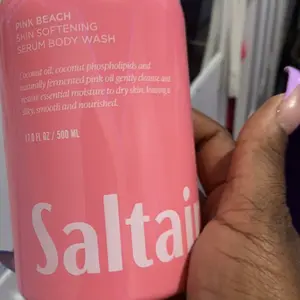 PINK BEACH
SKIN SOFTENING
SERUM BODY WASH
Coconut oil, coconut phospholipids and
naturally fermented pink oil gently cleanse and
restore essential moisture to dry skin, leaving it
silky, smooth and nourished.
17.0 FL OZ / 500 ML
Saltair